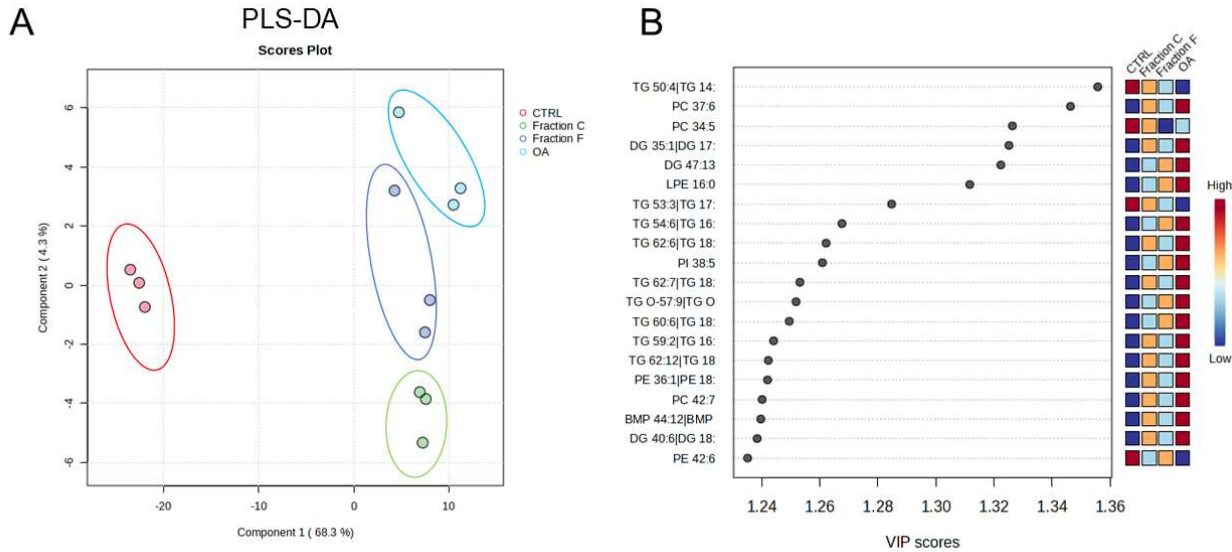 A
PLS-DA
Scores Plot
Component 2 ( 4.3 %)
6
4
2
0
-2
-4
-6
-20
-10
0
10
Component 1 ( 68.3 %)
CTRL
Fraction C
Fraction F
OA
B
CTRL
Fraction C
Fraction F
OA
TG 50:4|TG 14:
PC 37:6
PC 34:5
DG 35:1|DG 17:
DG 47:13
LPE 16:0
TG 53:3|TG 17:
TG 54:6|TG 16:
TG 62:6|TG 18:
PI 38:5
TG 62:7|TG 18:
TG O-57:9|TG O
TG 60:6|TG 18:
TG 59:2|TG 16:
TG 62:12|TG 18
PE 36:1|PE 18:
PC 42:7
BMP 44:12|BMP
DG 40:6|DG 18:
PE 42:6
1.24
1.26
1.28
1.30
1.32
1.34
1.36
VIP scores
High
Low